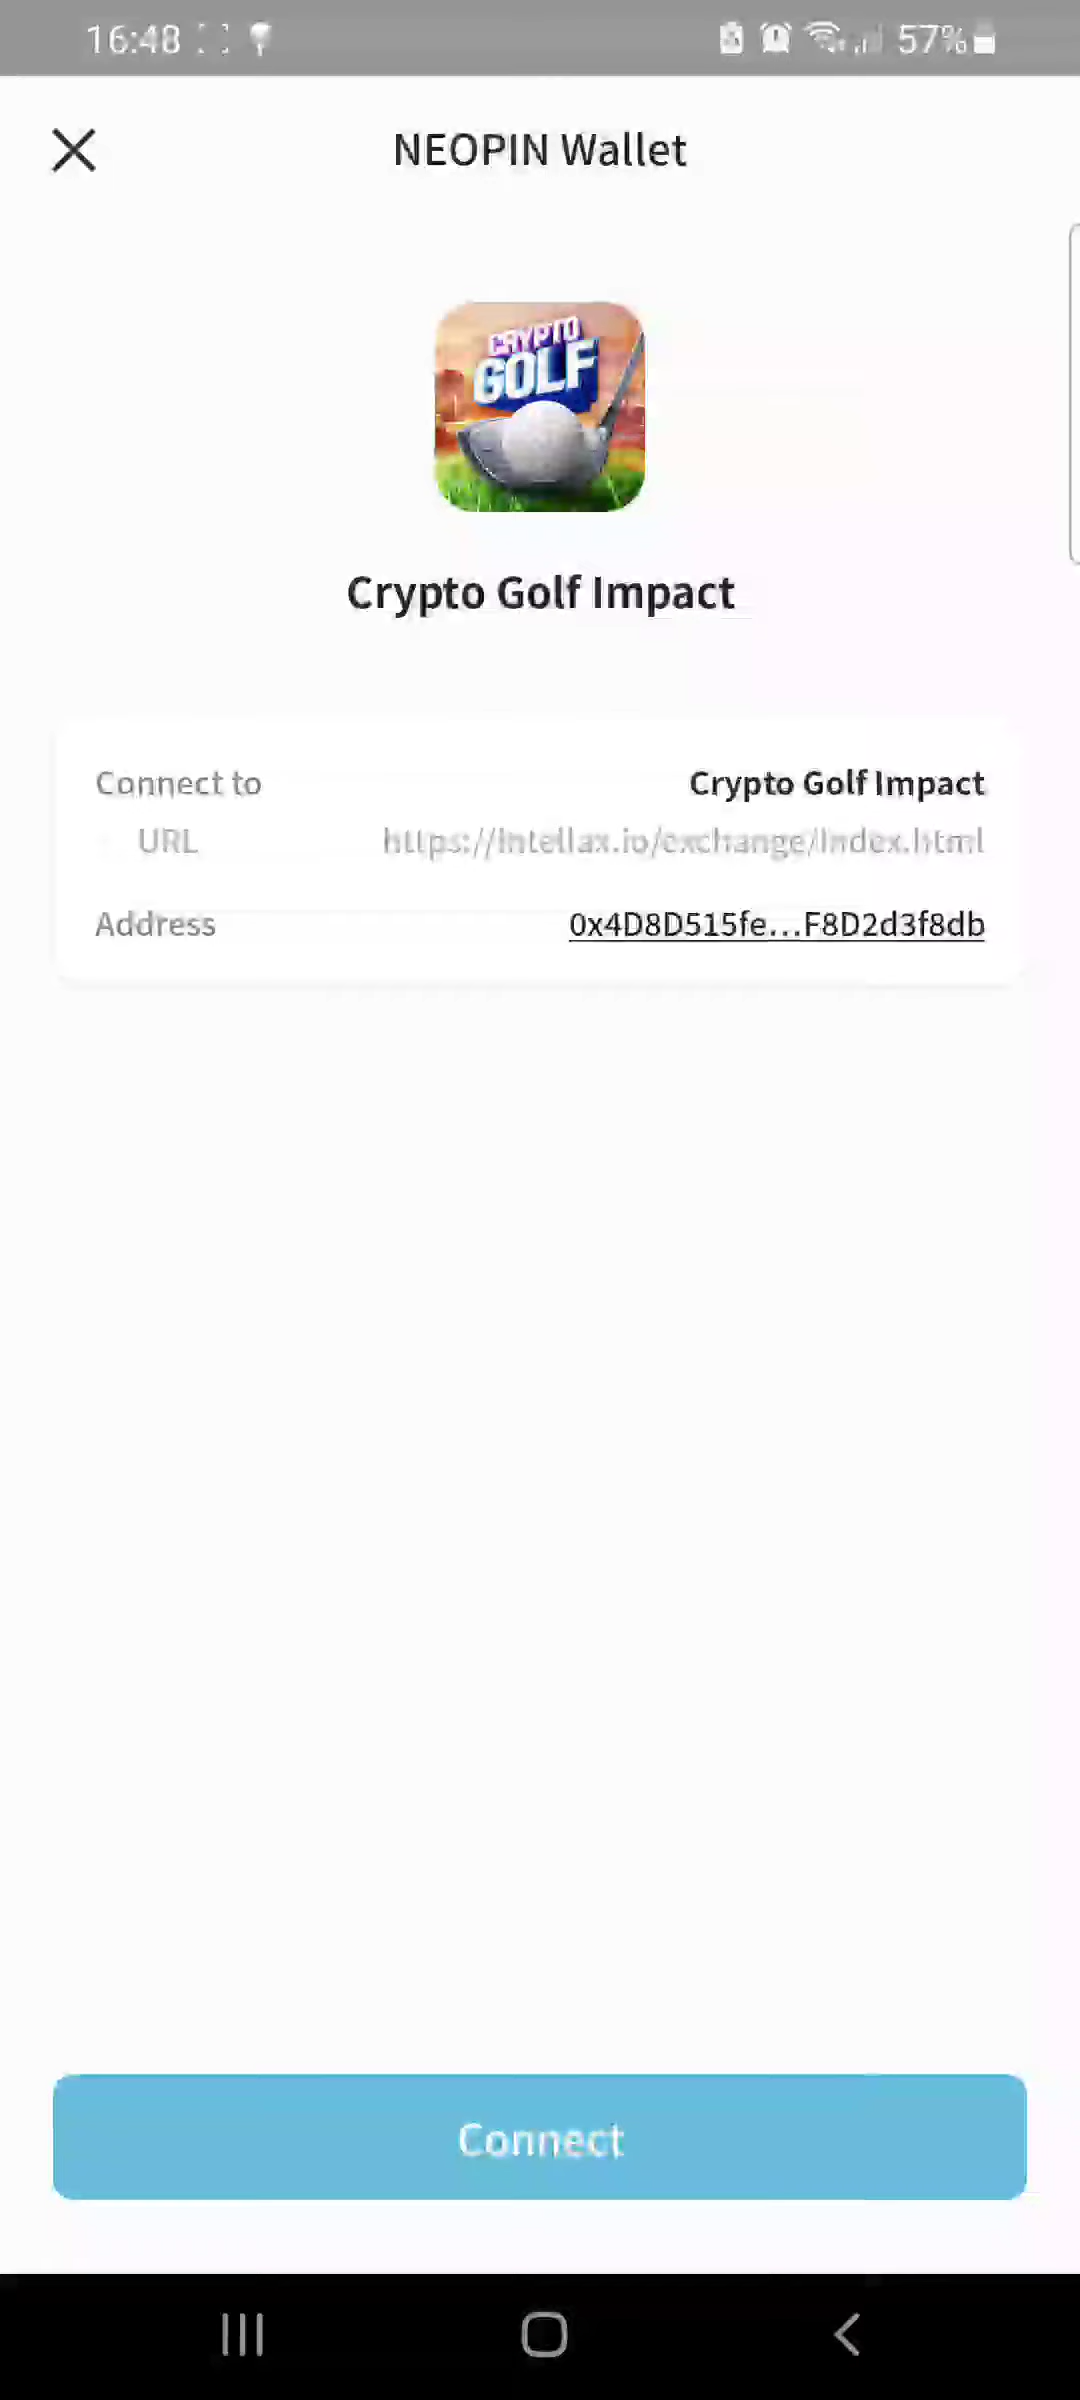 16:48
57%
NEOPIN Wallet
CRYPTO
GOLF
Crypto Golf Impact
Connect to
Crypto Golf Impact
URL
https://intellax.io/exchange/index.html
Address
0x4D8D515fe...F8D2d3f8db
Connect